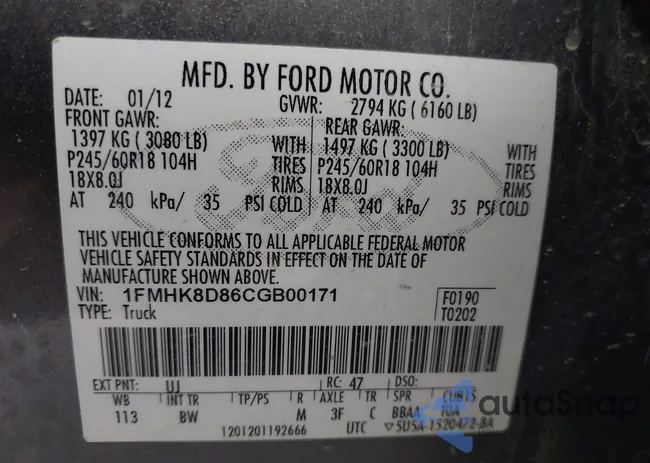 MFD. BY FORD MOTOR CO.
DATE: 01/12 GVWR: 2794 KG ( 6160 LB)
FRONT GAWR: REAR GAWR:
1397 KG ( 3080 LB) WITH 1497 KG ( 3300 LB) WITH
P245/60R18 104H TIRES P245/60R18 104H TIRES
18X8.0J RIMS 18X8.0J RIMS
AT 240 kPa/ 35 PSI COLD AT 240 kPa/ 35 PSI COLD
THIS VEHICLE CONFORMS TO ALL APPLICABLE FEDERAL MOTOR
VEHICLE SAFETY STANDARDS IN EFFECT ON THE DATE OF
MANUFACTURE SHOWN ABOVE.
VIN: 1FMHK8D86CGB00171 F0190
TYPE: Truck T0202
EXT PNT: UJ RC: 47 DSO:
WB INT TR TP/PS R AXLE TR SPR CUBTS
113 BW M 3F C BBAA TOA
1201201192666 UTC ▽5U5A-1520472-BA
autoSnap